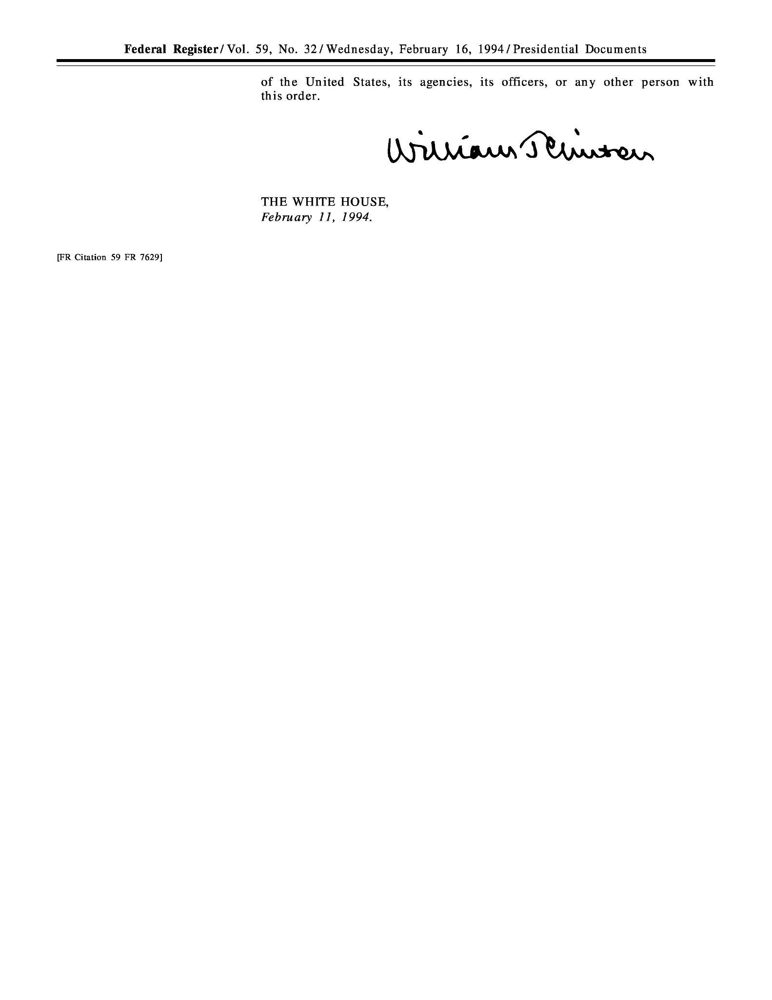 Federal Register / Vol. 59, No. 32 / Wednesday, February 16, 1994 / Presidential Documents
of the United States, its agencies, its officers, or any other person with
this order.
William J Clinton
THE WHITE HOUSE,
February 11, 1994.
[FR Citation 59 FR 7629]